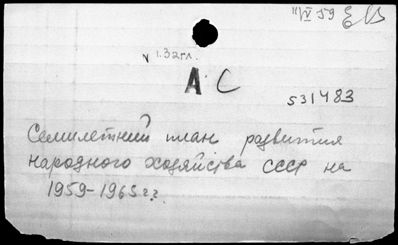 11/V 59
v 1.32гл.
А С
531483
Семилетний план развития
народного хозяйства СССР на
1959-1965 гг.